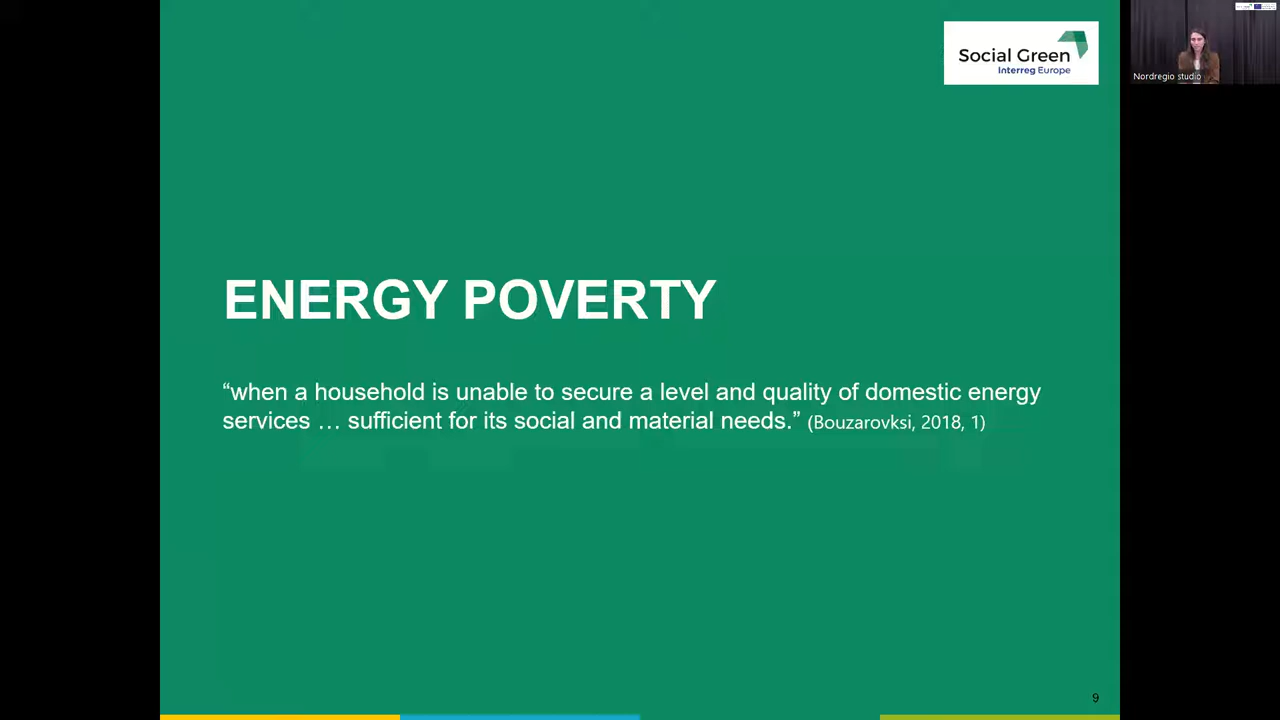 Social Green
Interreg Europe
Nordregio studio
ENERGY POVERTY
“when a household is unable to secure a level and quality of domestic energy
services … sufficient for its social and material needs.” (Bouzarovksi, 2018, 1)
9